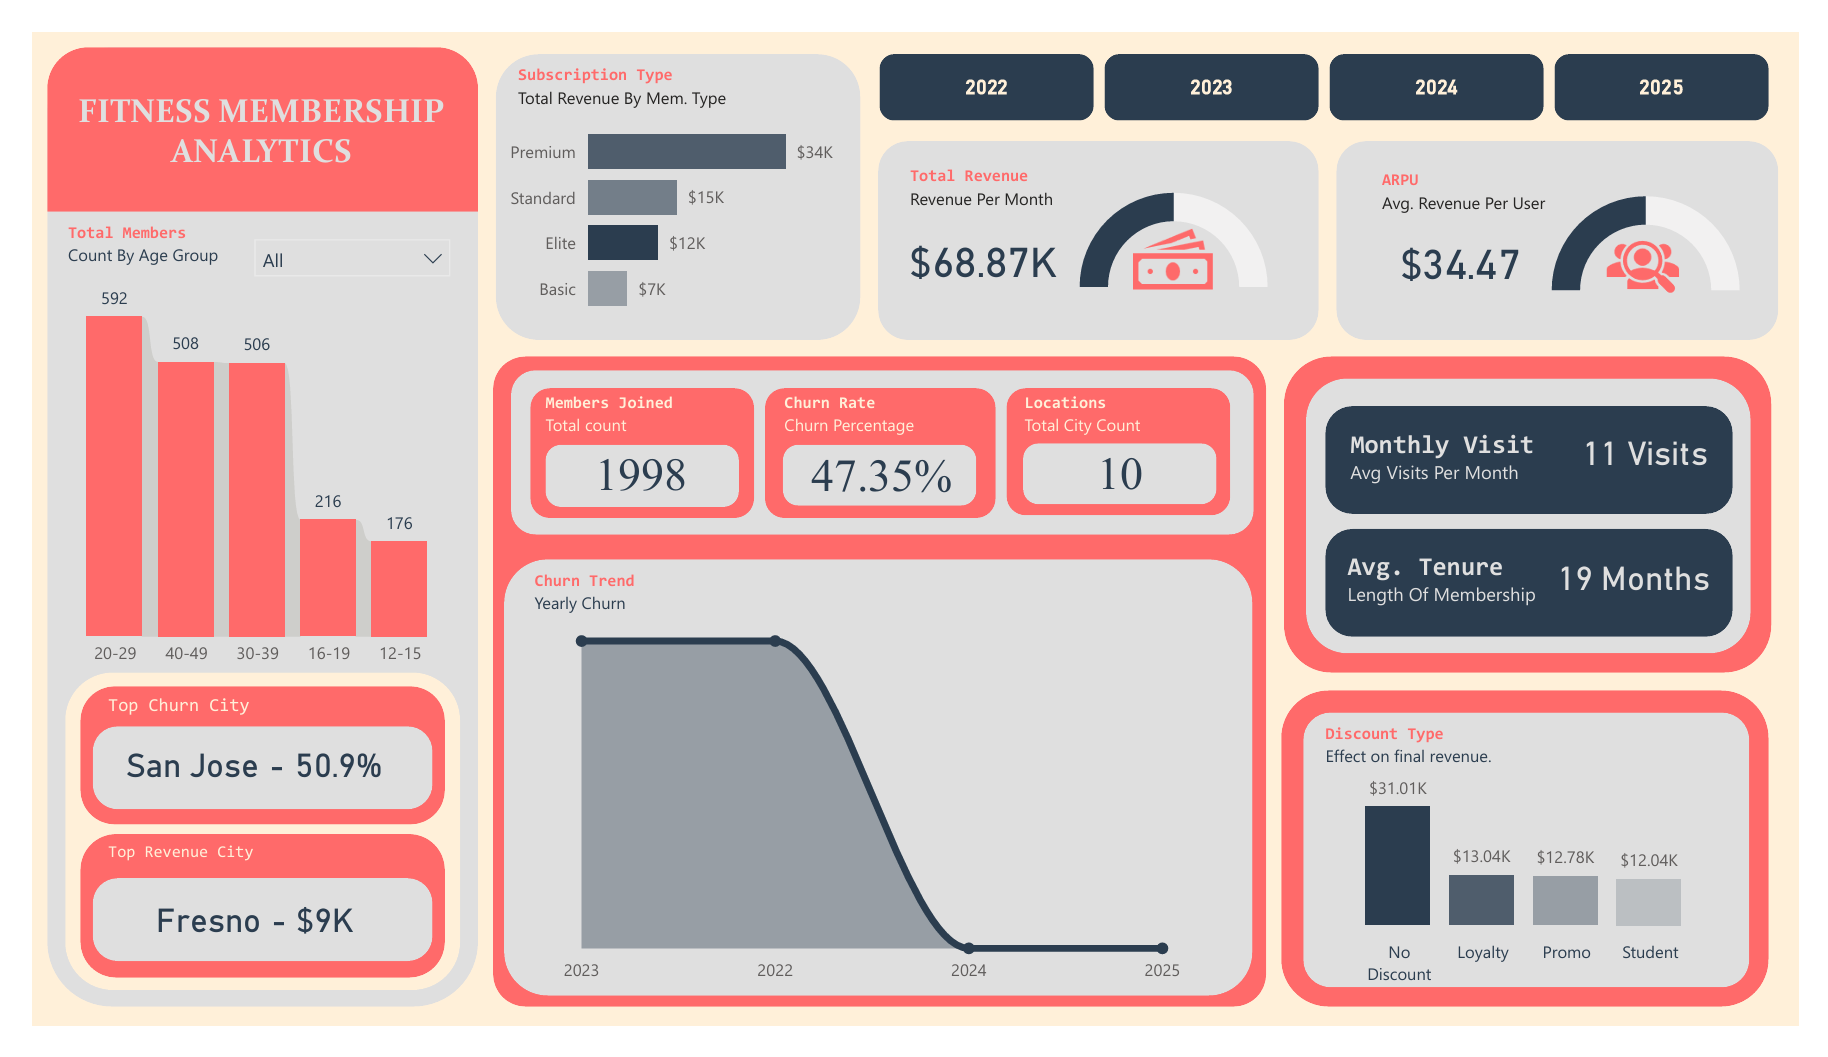 FITNESS MEMBERSHIP
ANALYTICS
Total Members
Count By Age Group
All
592
508
506
216
176
20-29
40-49
30-39
16-19
12-15
Top Churn City
San Jose - 50.9%
Top Revenue City
Fresno - $9K
Subscription Type
Total Revenue By Mem. Type
Premium $34K
Standard $15K
Elite $12K
Basic $7K
2022
2023
2024
2025
Total Revenue
Revenue Per Month
$68.87K
ARPU
Avg. Revenue Per User
$34.47
Members Joined
Total count
1998
Churn Rate
Churn Percentage
47.35%
Locations
Total City Count
10
Churn Trend
Yearly Churn
2023
2022
2024
2025
Monthly Visit
Avg Visits Per Month
11 Visits
Avg. Tenure
Length Of Membership
19 Months
Discount Type
Effect on final revenue.
$31.01K
$13.04K
$12.78K
$12.04K
No
Discount
Loyalty
Promo
Student